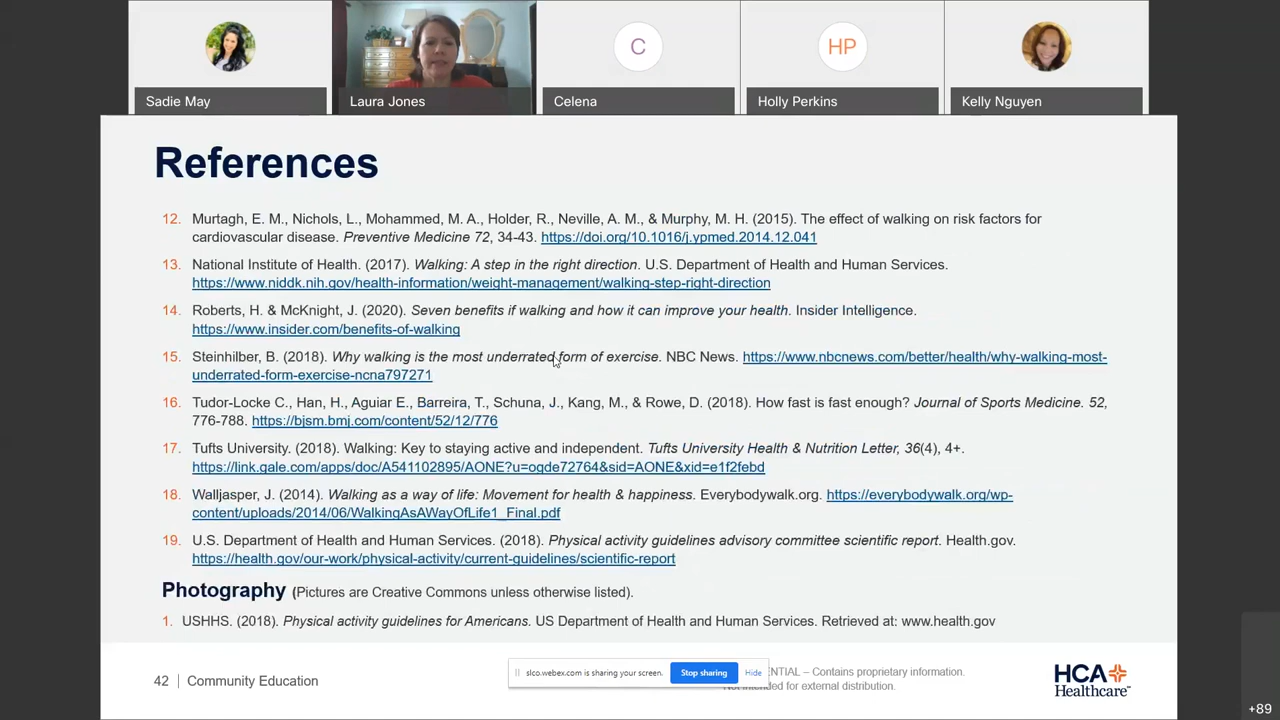 C
HP
Sadie May
Laura Jones
Celena
Holly Perkins
Kelly Nguyen
References
12. Murtagh, E. M., Nichols, L., Mohammed, M. A., Holder, R., Neville, A. M., & Murphy, M. H. (2015). The effect of walking on risk factors for
cardiovascular disease. Preventive Medicine 72, 34-43. https://doi.org/10.1016/j.ypmed.2014.12.041
13. National Institute of Health. (2017). Walking: A step in the right direction. U.S. Department of Health and Human Services.
https://www.niddk.nih.gov/health-information/weight-management/walking-step-right-direction
14. Roberts, H. & McKnight, J. (2020). Seven benefits if walking and how it can improve your health. Insider Intelligence.
https://www.insider.com/benefits-of-walking
15. Steinhilber, B. (2018). Why walking is the most underrated form of exercise. NBC News. https://www.nbcnews.com/better/health/why-walking-most-
underrated-form-exercise-ncna797271
16. Tudor-Locke C., Han, H., Aguiar E., Barreira, T., Schuna, J., Kang, M., & Rowe, D. (2018). How fast is fast enough? Journal of Sports Medicine. 52,
776-788. https://bjsm.bmj.com/content/52/12/776
17. Tufts University. (2018). Walking: Key to staying active and independent. Tufts University Health & Nutrition Letter, 36(4), 4+.
https://link.gale.com/apps/doc/A541102895/AONE?u=ogde72764&sid=AONE&xid=e1f2febd
18. Walljasper, J. (2014). Walking as a way of life: Movement for health & happiness. Everybodywalk.org. https://everybodywalk.org/wp-
content/uploads/2014/06/WalkingAsAWayOfLife1_Final.pdf
19. U.S. Department of Health and Human Services. (2018). Physical activity guidelines advisory committee scientific report. Health.gov.
https://health.gov/our-work/physical-activity/current-guidelines/scientific-report
Photography (Pictures are Creative Commons unless otherwise listed).
1. USHHS. (2018). Physical activity guidelines for Americans. US Department of Health and Human Services. Retrieved at: www.health.gov
42 | Community Education
slco.webex.com is sharing your screen. Stop sharing Hide
ENTIAL – Contains proprietary information.
Not intended for external distribution.
HCA
Healthcare™
+89